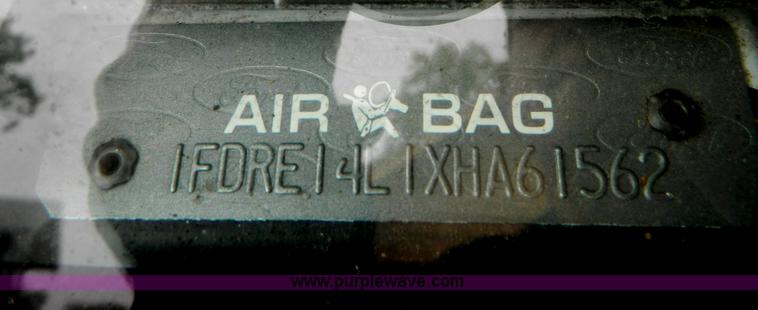 AIR BAG
1FDRE14L1XHA61562
www.purplewave.com